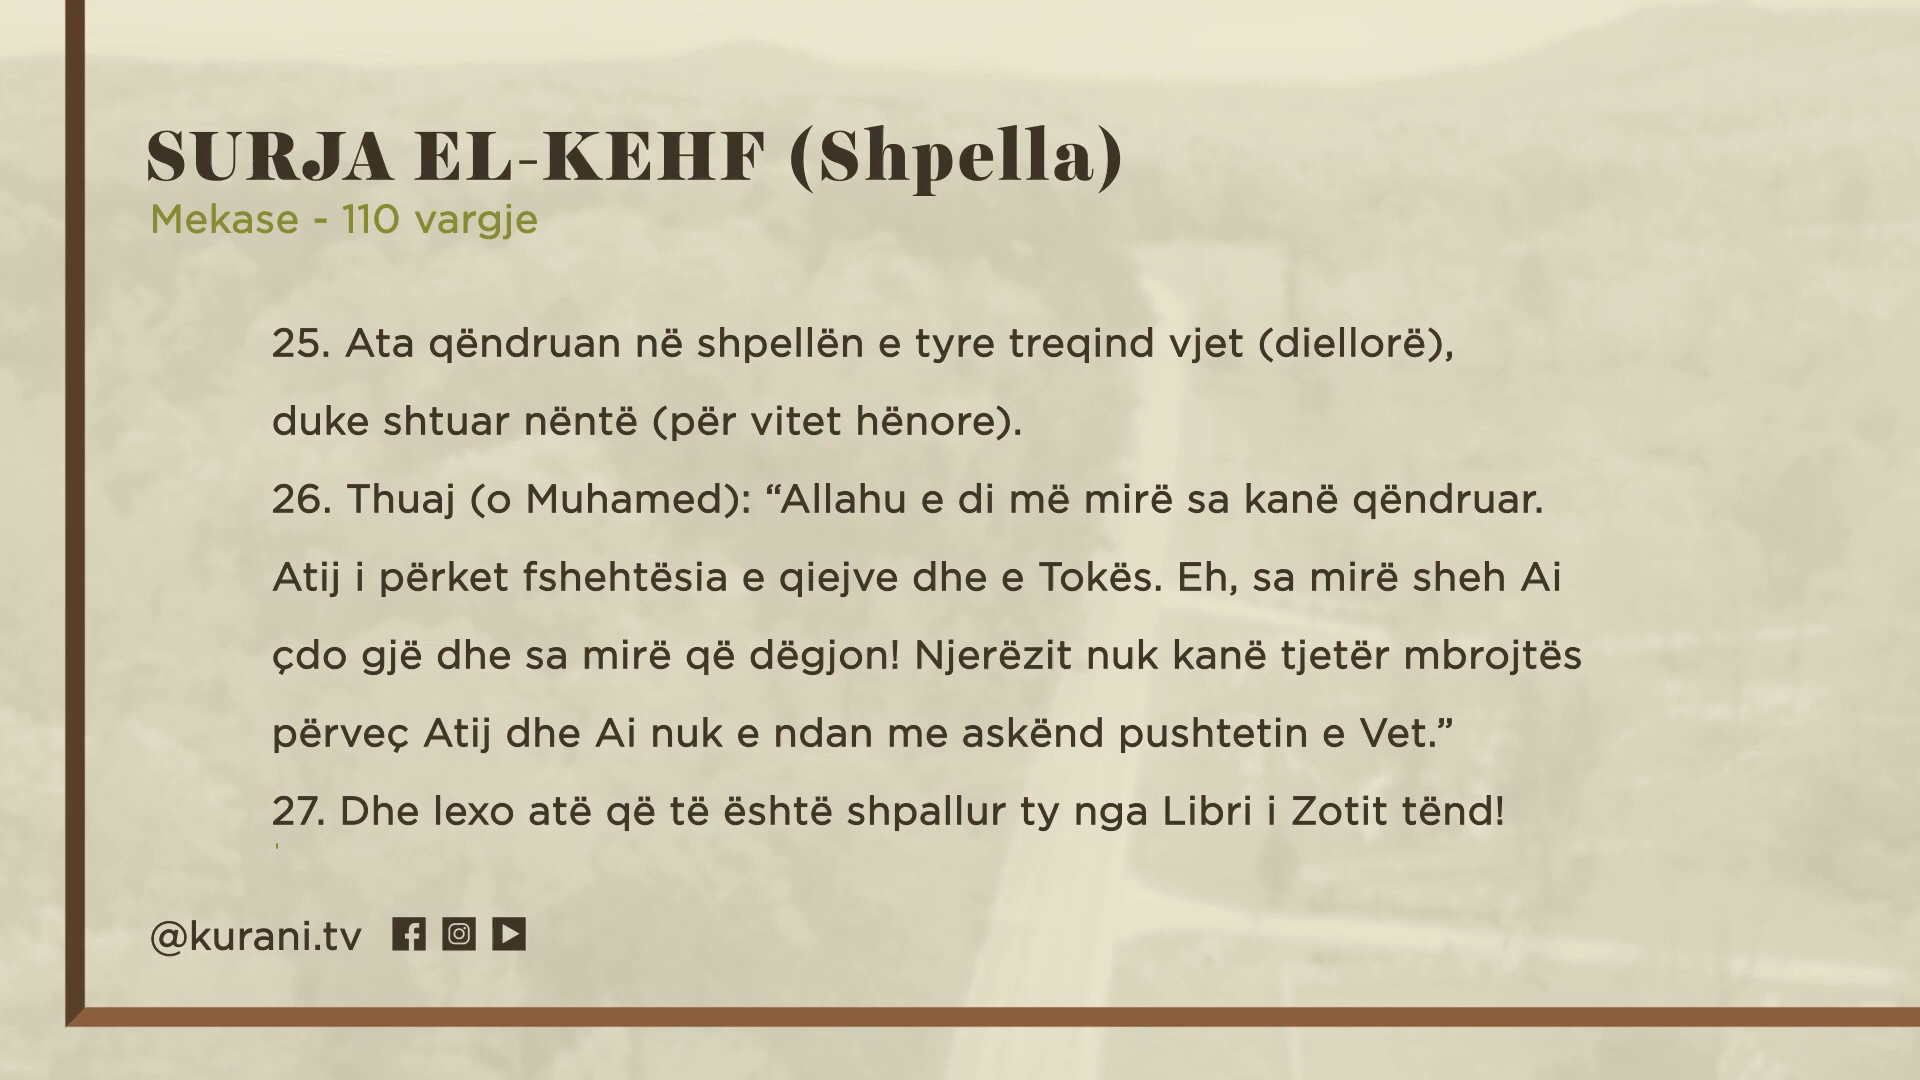 SURJA EL-KEHF (Shpella)
Mekase - 110 vargje
25. Ata qëndruan në shpellën e tyre treqind vjet (diellorë),
duke shtuar nëntë (për vitet hënore).
26. Thuaj (o Muhamed): “Allahu e di më mirë sa kanë qëndruar.
Atij i përket fshehtësia e qiejve dhe e Tokës. Eh, sa mirë sheh Ai
çdo gjë dhe sa mirë që dëgjon! Njerëzit nuk kanë tjetër mbrojtës
përveç Atij dhe Ai nuk e ndan me askënd pushtetin e Vet.”
27. Dhe lexo atë që të është shpallur ty nga Libri i Zotit tënd!
@kurani.tv